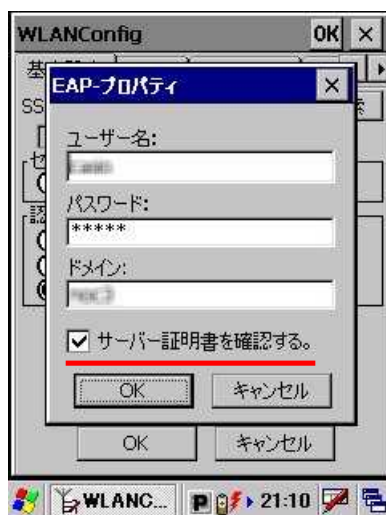 WLANConfig OK ×
基
EAP-プロパティ ×
SS
ユーザー名:
パスワード:
*****
ドメイン:
サーバー証明書を確認する。
OK キャンセル
OK キャンセル
WLANC... P 21:10